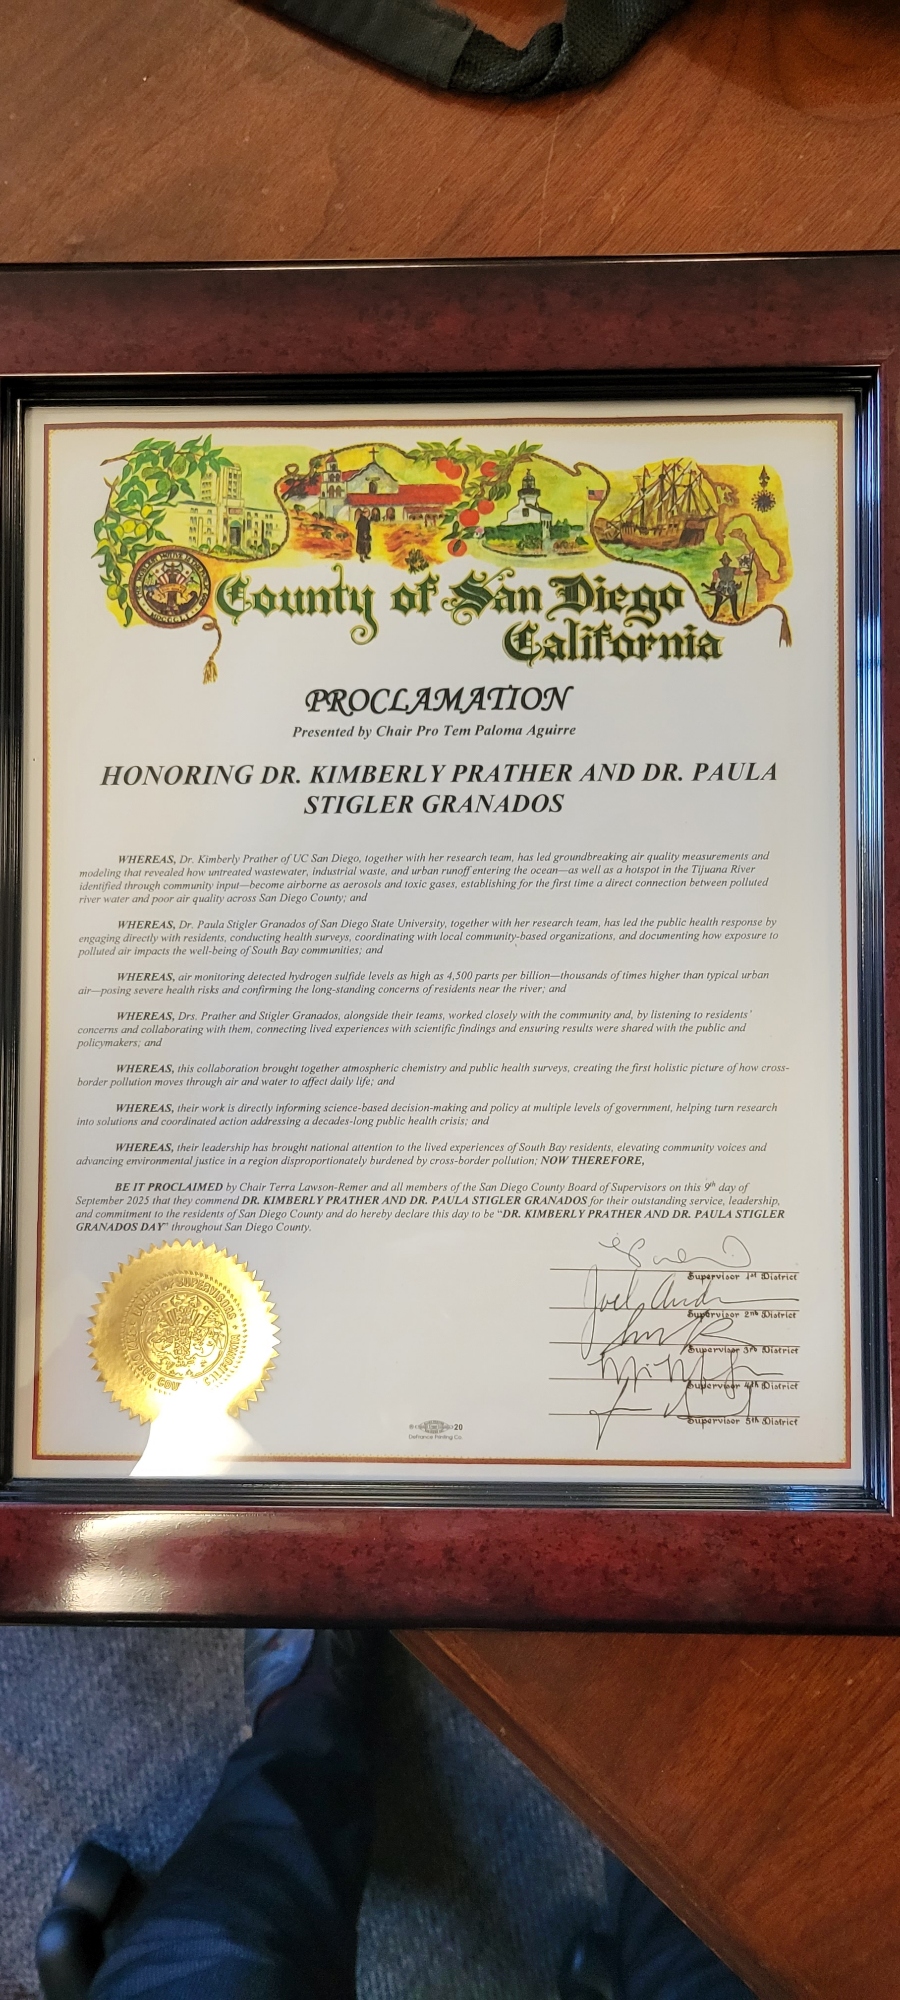 County of San Diego
California
PROCLAMATION
Presented by Chair Pro Tem Paloma Aguirre
HONORING DR. KIMBERLY PRATHER AND DR. PAULA
STIGLER GRANADOS
WHEREAS, Dr. Kimberly Prather of UC San Diego, together with her research team, has led groundbreaking air quality measurements and
modeling that revealed how untreated wastewater, industrial waste, and urban runoff entering the ocean—as well as a hotspot in the Tijuana River
identified through community input—become airborne as aerosols and toxic gases, establishing for the first time a direct connection between polluted
river water and poor air quality across San Diego County; and
WHEREAS, Dr. Paula Stigler Granados of San Diego State University, together with her research team, has led the public health response by
engaging directly with residents, conducting health surveys, coordinating with local community-based organizations, and documenting how exposure to
polluted air impacts the well-being of South Bay communities; and
WHEREAS, air monitoring detected hydrogen sulfide levels as high as 4,500 parts per billion—thousands of times higher than typical urban
air—posing severe health risks and confirming the long-standing concerns of residents near the river; and
WHEREAS, Drs. Prather and Stigler Granados, alongside their teams, worked closely with the community and, by listening to residents'
concerns and collaborating with them, connecting lived experiences with scientific findings and ensuring results were shared with the public and
policymakers; and
WHEREAS, this collaboration brought together atmospheric chemistry and public health surveys, creating the first holistic picture of how cross-
border pollution moves through air and water to affect daily life; and
WHEREAS, their work is directly informing science-based decision-making and policy at multiple levels of government, helping turn research
into solutions and coordinated action addressing a decades-long public health crisis; and
WHEREAS, their leadership has brought national attention to the lived experiences of South Bay residents, elevating community voices and
advancing environmental justice in a region disproportionately burdened by cross-border pollution; NOW THEREFORE,
BE IT PROCLAIMED by Chair Terra Lawson-Remer and all members of the San Diego County Board of Supervisors on this 9th day of
September 2025 that they commend DR. KIMBERLY PRATHER AND DR. PAULA STIGLER GRANADOS for their outstanding service, leadership,
and commitment to the residents of San Diego County and do hereby declare this day to be "DR. KIMBERLY PRATHER AND DR. PAULA STIGLER
GRANADOS DAY" throughout San Diego County.
Supervisor 1st District
Joel
Supervisor 2nd District
Supervisor 3rd District
Supervisor 4th District
Supervisor 5th District
20
Defrance Printing Co.